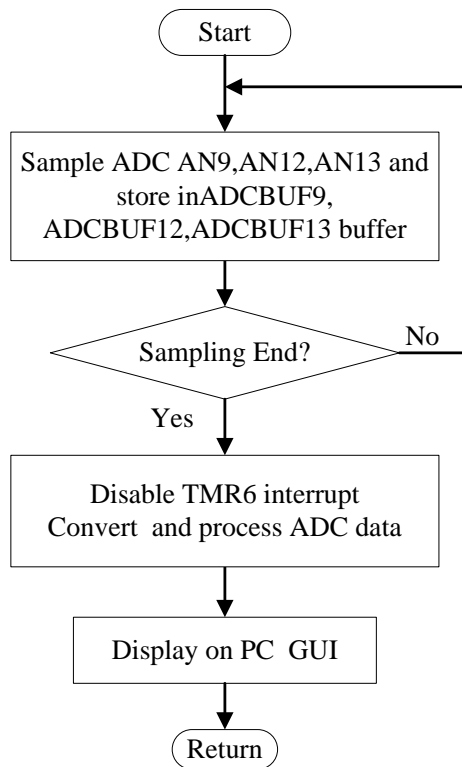 Start
Sample ADC AN9,AN12,AN13 and
store inADCBUF9,
ADCBUF12,ADCBUF13 buffer
Sampling End?
No
Yes
Disable TMR6 interrupt
Convert and process ADC data
Display on PC GUI
Return